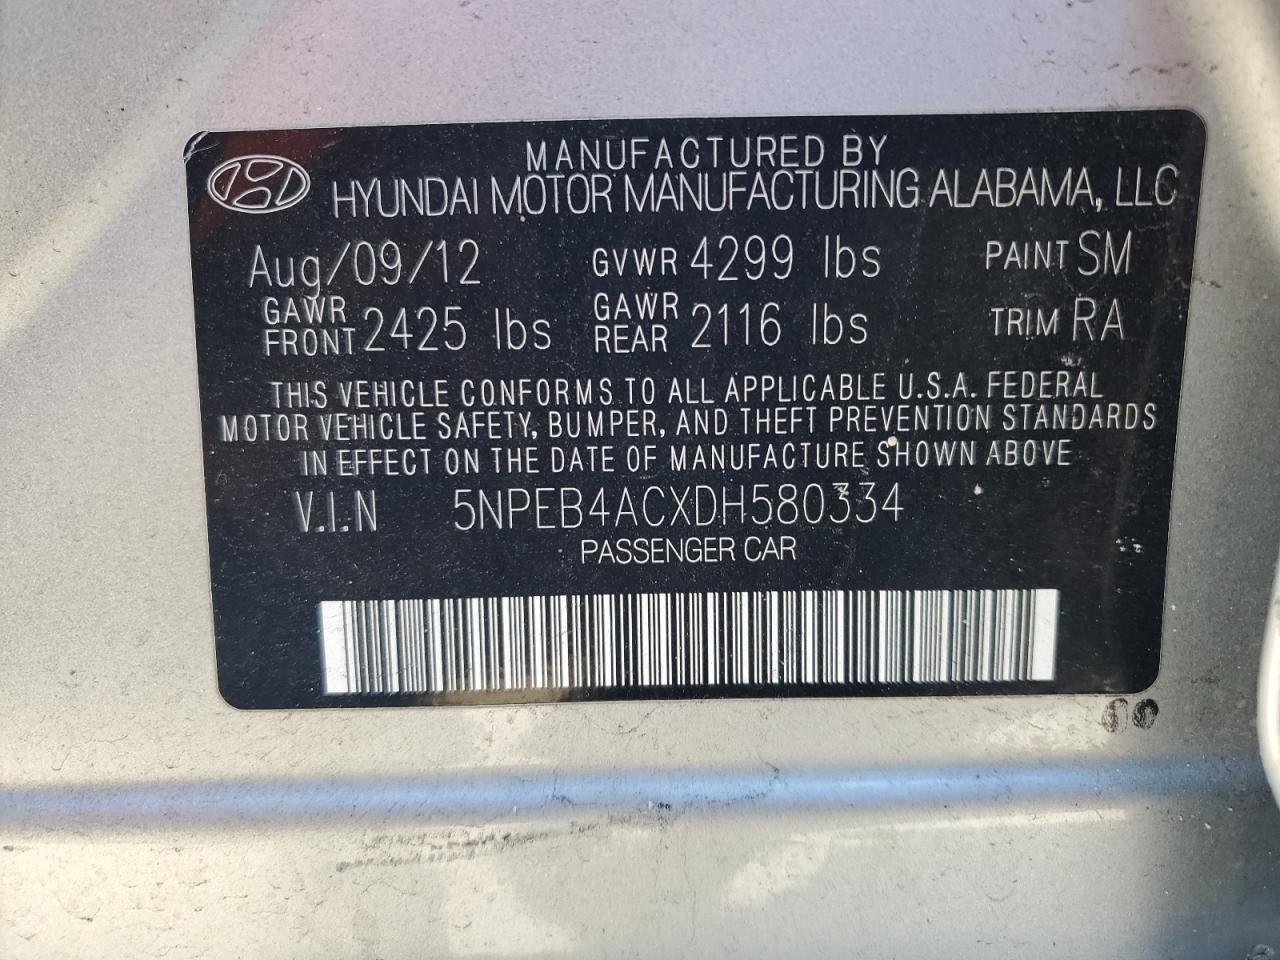 MANUFACTURED BY
HYUNDAI MOTOR MANUFACTURING ALABAMA, LLC
Aug/09/12 GVWR 4299 lbs PAINT SM
GAWR FRONT 2425 lbs GAWR REAR 2116 lbs TRIM RA
THIS VEHICLE CONFORMS TO ALL APPLICABLE U.S.A. FEDERAL
MOTOR VEHICLE SAFETY, BUMPER, AND THEFT PREVENTION STANDARDS
IN EFFECT ON THE DATE OF MANUFACTURE SHOWN ABOVE
V.I.N 5NPEB4ACXDH580334
PASSENGER CAR